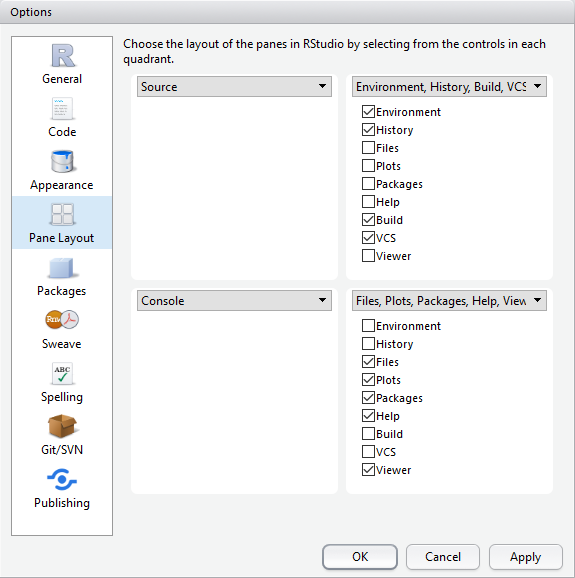 Options
Choose the layout of the panes in RStudio by selecting from the controls in each
quadrant.
R
General
Code
Appearance
Pane Layout
Packages
Rnw
Sweave
ABC
Spelling
Git/SVN
Publishing
Source
Environment, History, Build, VCS
Environment
History
Files
Plots
Packages
Help
Build
VCS
Viewer
Console
Files, Plots, Packages, Help, View
Environment
History
Files
Plots
Packages
Help
Build
VCS
Viewer
OK
Cancel
Apply